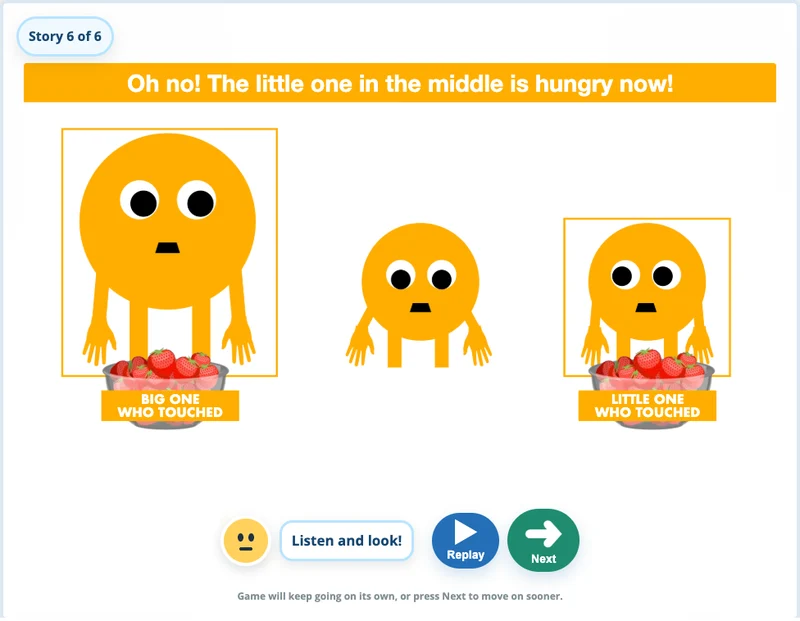 Story 6 of 6
Oh no! The little one in the middle is hungry now!
BIG ONE
WHO TOUCHED
LITTLE ONE
WHO TOUCHED
Listen and look!
Replay
Next
Game will keep going on its own, or press Next to move on sooner.